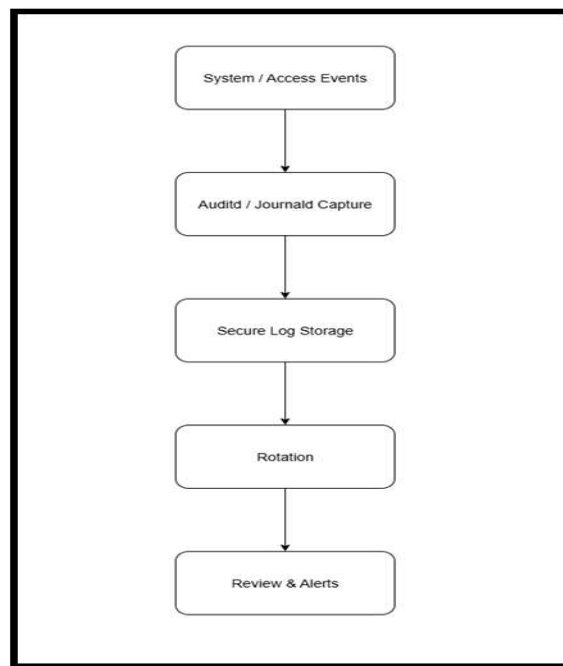 System / Access Events
Auditd / Journald Capture
Secure Log Storage
Rotation
Review & Alerts